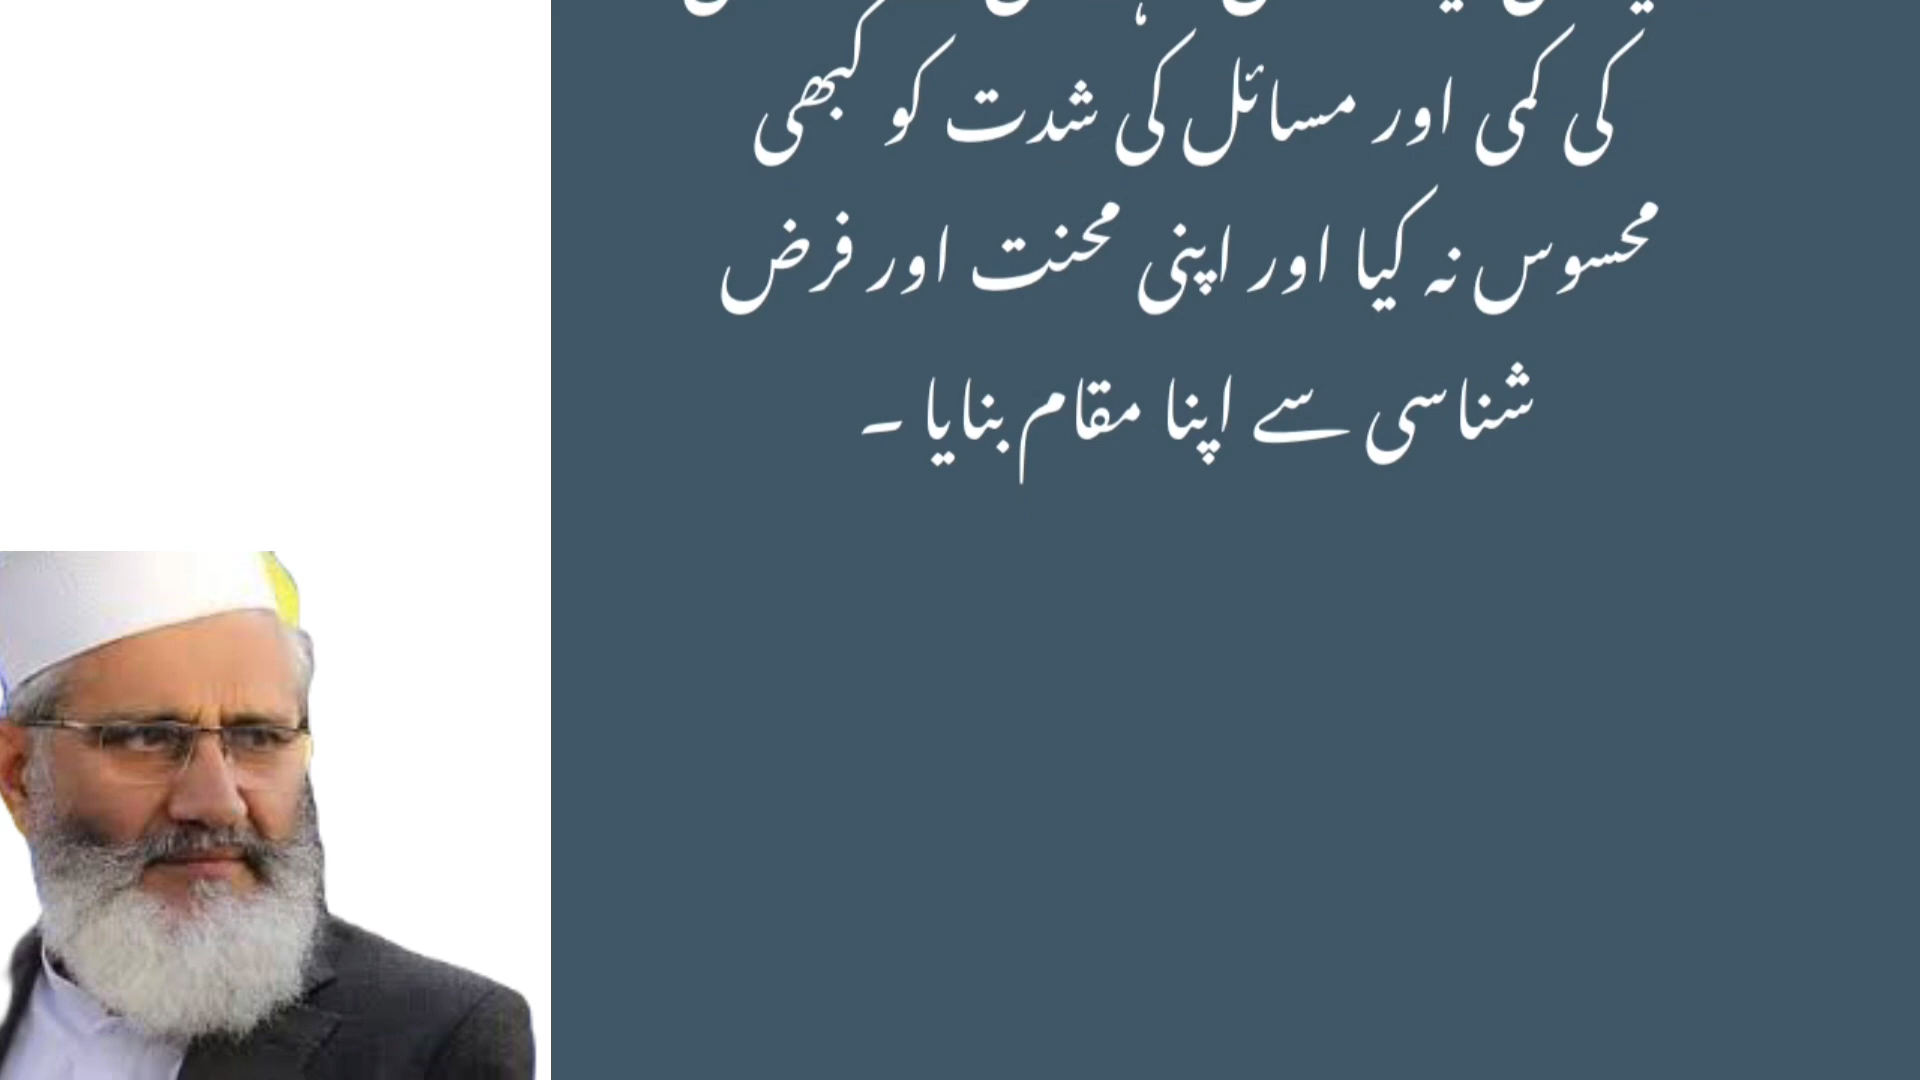 کی کمی اور مسائل کی شدت کو کبھی
محسوس نہ کیا اور اپنی محنت اور فرض
شناسی سے اپنا مقام بنایا ۔